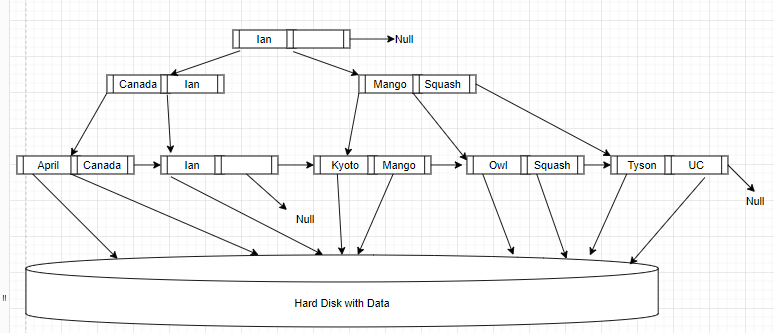 Ian
Null
Canada Ian
Mango Squash
April Canada
Ian
Kyoto Mango
Owl Squash
Tyson UC
Null
Null
!!
Hard Disk with Data